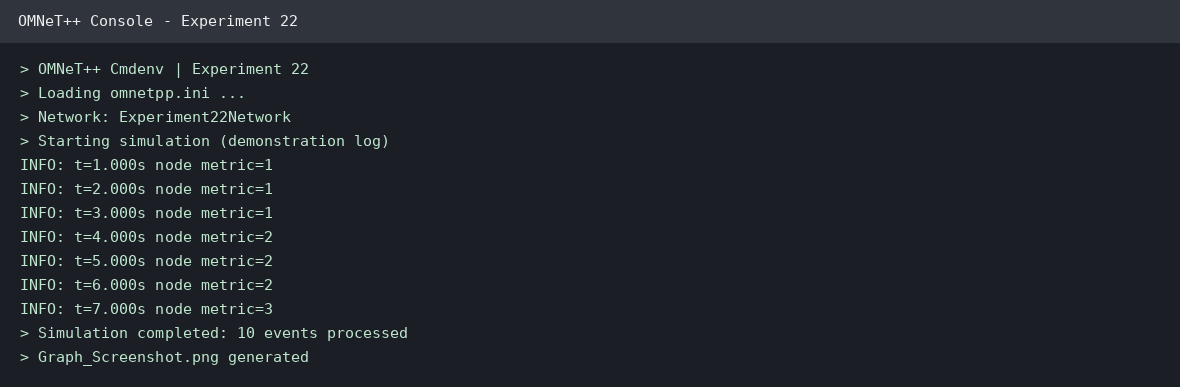 OMNeT++ Console - Experiment 22
> OMNeT++ Cmdenv | Experiment 22
> Loading omnetpp.ini ...
> Network: Experiment22Network
> Starting simulation (demonstration log)
INFO: t=1.000s node metric=1
INFO: t=2.000s node metric=1
INFO: t=3.000s node metric=1
INFO: t=4.000s node metric=2
INFO: t=5.000s node metric=2
INFO: t=6.000s node metric=2
INFO: t=7.000s node metric=3
> Simulation completed: 10 events processed
> Graph_Screenshot.png generated